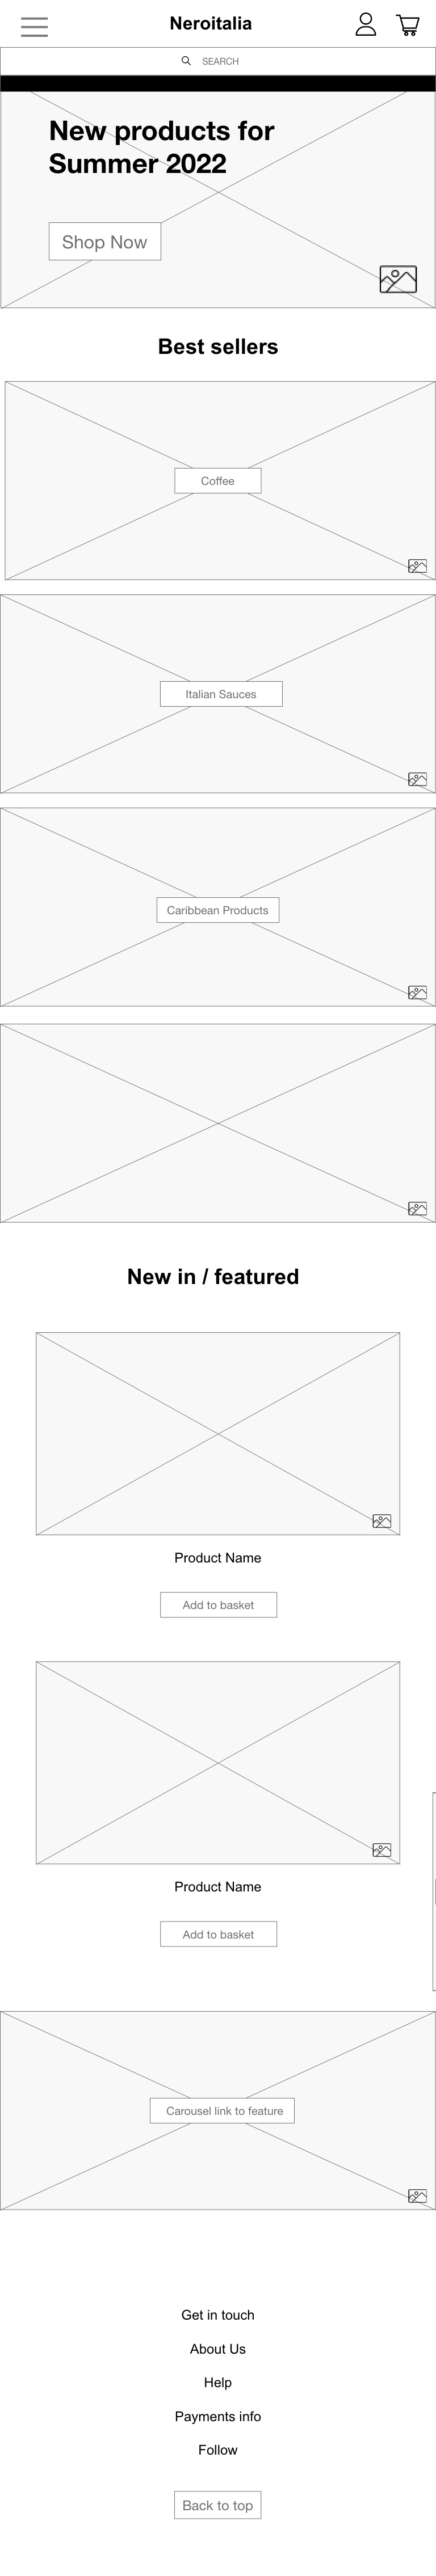 Neroitalia
SEARCH
New products for
Summer 2022
Shop Now
Best sellers
Coffee
Italian Sauces
Caribbean Products
New in / featured
Product Name
Add to basket
Product Name
Add to basket
Carousel link to feature
Get in touch
About Us
Help
Payments info
Follow
Back to top